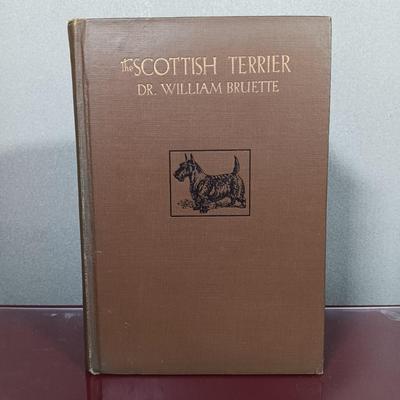 the SCOTTISH TERRIER
DR. WILLIAM BRUETTE